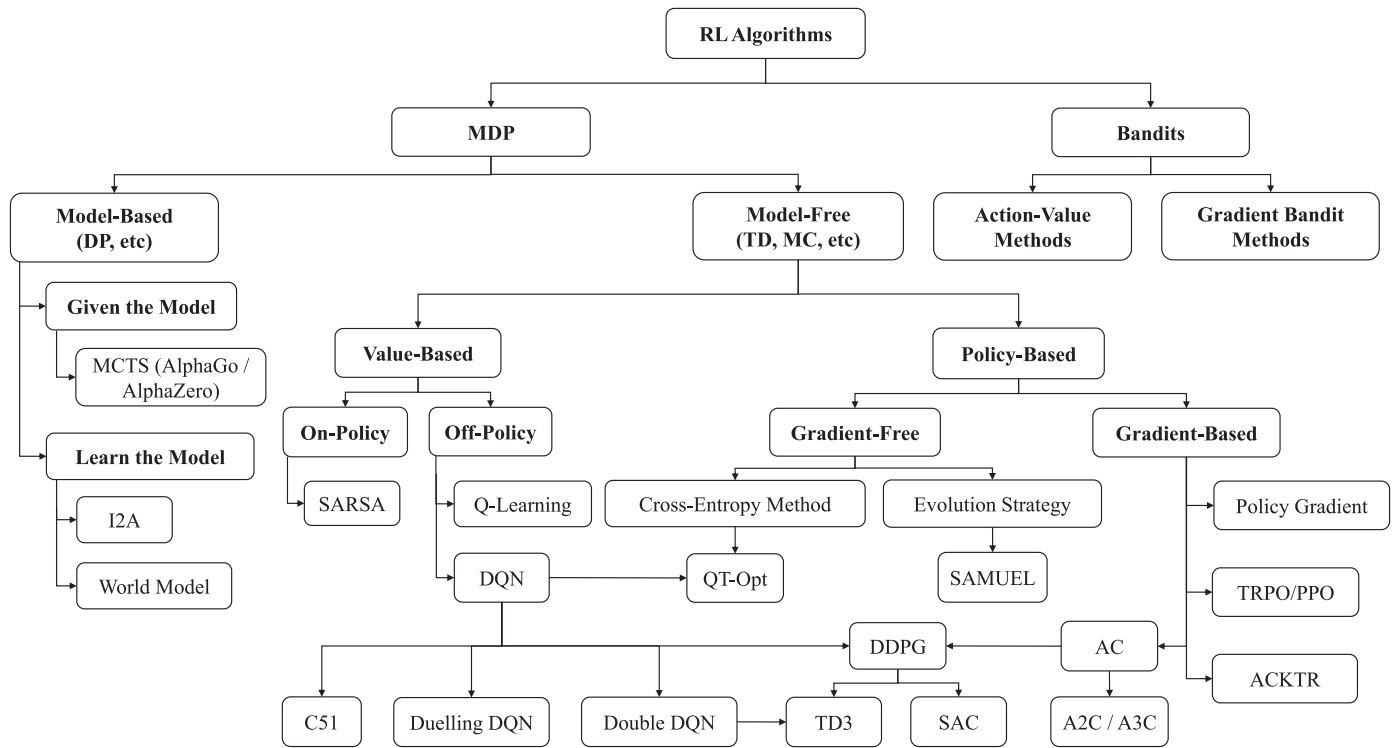 RL Algorithms
MDP
Bandits
Model-Based
(DP, etc)
Model-Free
(TD, MC, etc)
Action-Value
Methods
Gradient Bandit
Methods
Given the Model
MCTS (AlphaGo /
AlphaZero)
Learn the Model
I2A
World Model
Value-Based
Policy-Based
On-Policy
Off-Policy
Gradient-Free
Gradient-Based
SARSA
Q-Learning
Cross-Entropy Method
Evolution Strategy
Policy Gradient
DQN
QT-Opt
SAMUEL
TRPO/PPO
DDPG
AC
ACKTR
C51
Duelling DQN
Double DQN
TD3
SAC
A2C / A3C